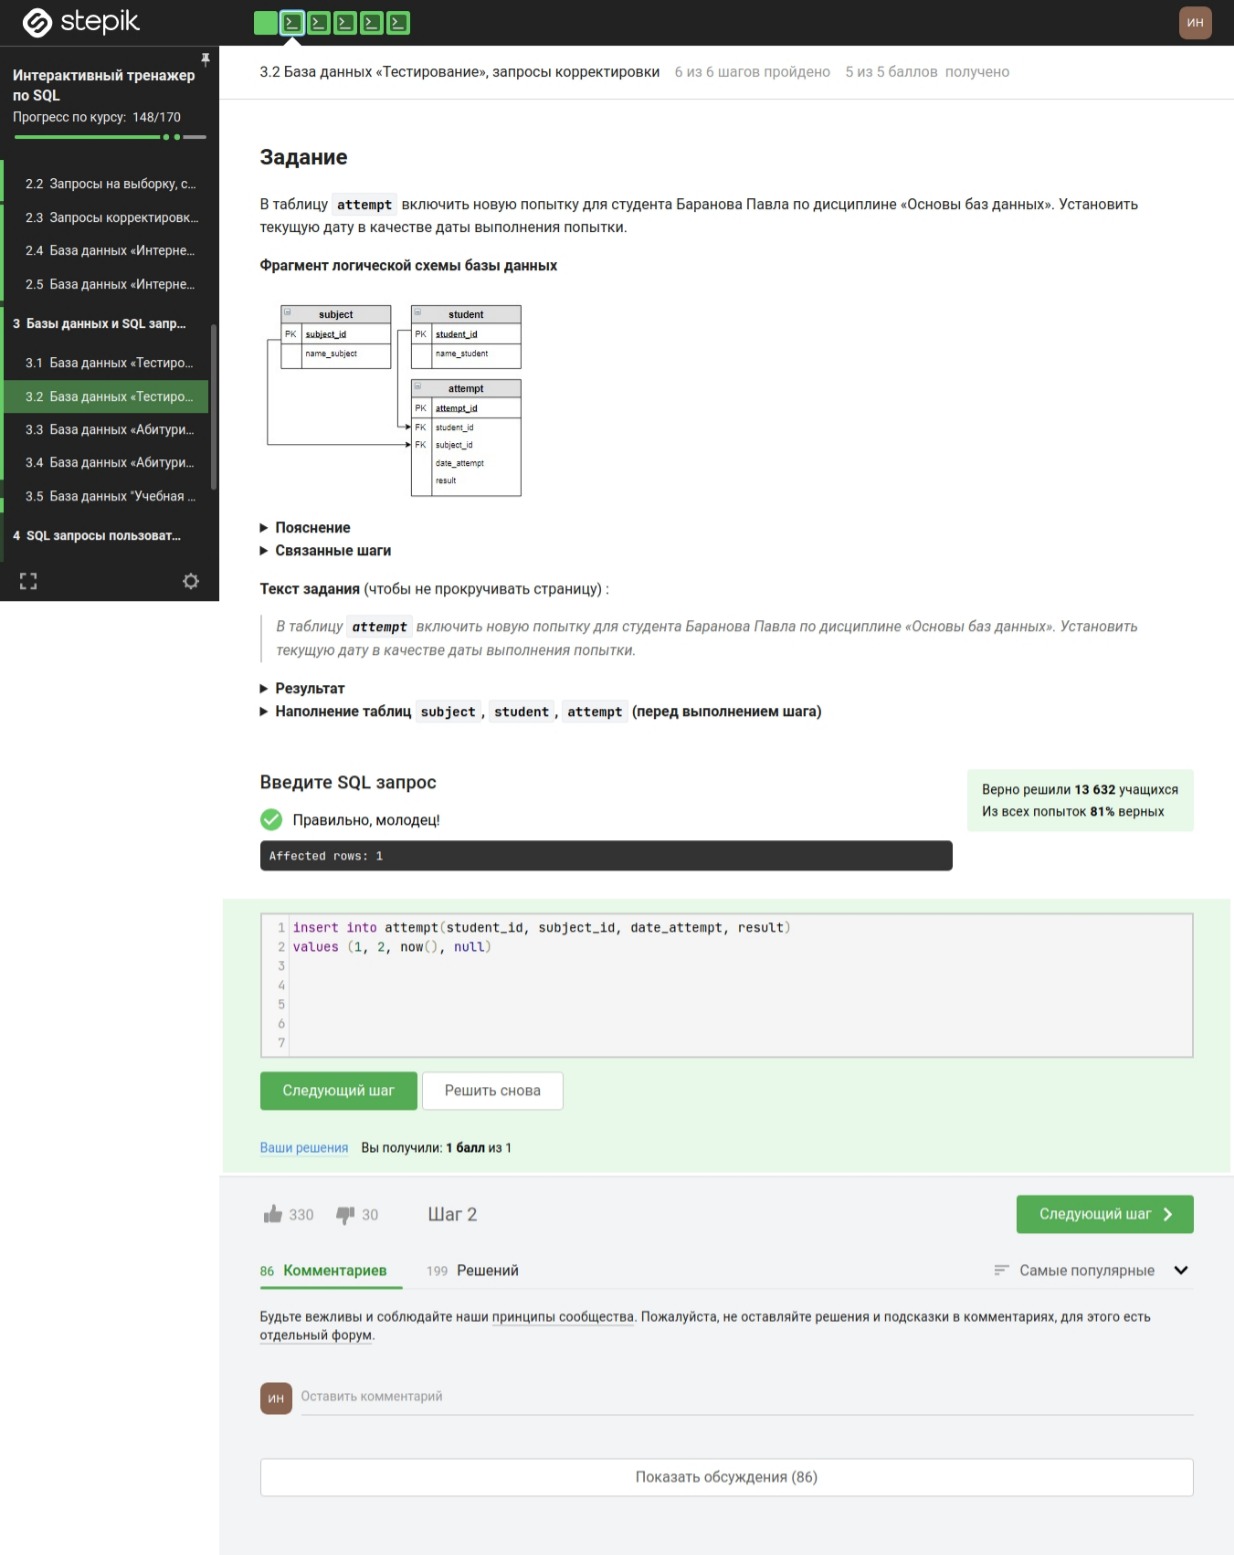 stepik
ИН
Интерактивный тренажер
по SQL
Прогресс по курсу: 148/170
2.2 Запросы на выборку, с...
2.3 Запросы корректировк...
2.4 База данных «Интерне...
2.5 База данных «Интерне...
3 Базы данных и SQL запр...
3.1 База данных «Тестиро...
3.2 База данных «Тестиро...
3.3 База данных «Абитури...
3.4 База данных «Абитури...
3.5 База данных "Учебная ...
4 SQL запросы пользоват...
3.2 База данных «Тестирование», запросы корректировки 6 из 6 шагов пройдено 5 из 5 баллов получено
Задание
В таблицу attempt включить новую попытку для студента Баранова Павла по дисциплине «Основы баз данных». Установить
текущую дату в качестве даты выполнения попытки.
Фрагмент логической схемы базы данных
subject
PK subject_id
name_subject
student
PK student_id
name_student
attempt
PK attempt_id
FK student_id
FK subject_id
date_attempt
result
Пояснение
Связанные шаги
Текст задания (чтобы не прокручивать страницу) :
В таблицу attempt включить новую попытку для студента Баранова Павла по дисциплине «Основы баз данных». Установить
текущую дату в качестве даты выполнения попытки.
Результат
Наполнение таблиц subject , student , attempt (перед выполнением шага)
Введите SQL запрос
Правильно, молодец!
Верно решили 13 632 учащихся
Из всех попыток 81% верных
Affected rows: 1
1 insert into attempt(student_id, subject_id, date_attempt, result)
2 values (1, 2, now(), null)
3
4
5
6
7
Следующий шаг Решить снова
Ваши решения Вы получили: 1 балл из 1
330 30 Шаг 2 Следующий шаг
86 Комментариев 199 Решений Самые популярные
Будьте вежливы и соблюдайте наши принципы сообщества. Пожалуйста, не оставляйте решения и подсказки в комментариях, для этого есть
отдельный форум.
ИН Оставить комментарий
Показать обсуждения (86)